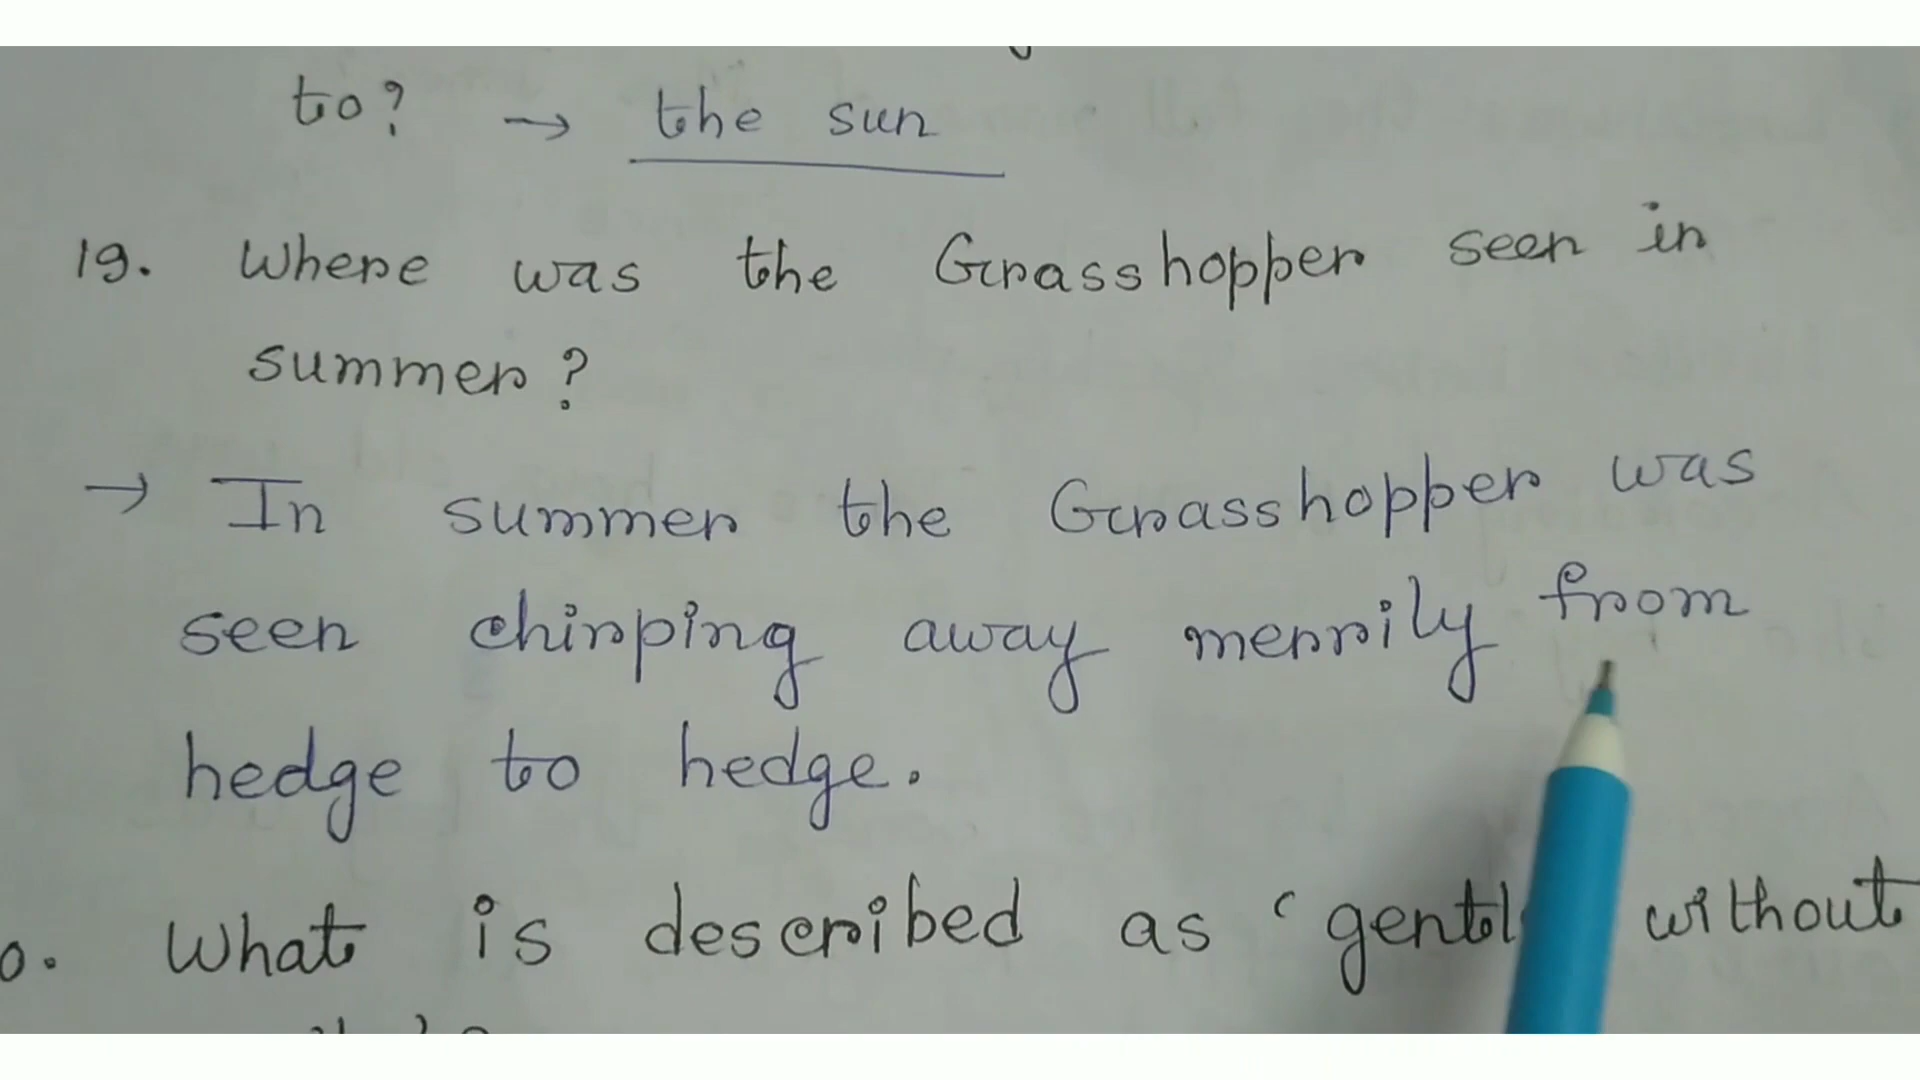 to? → the sun
19. Where was the Grasshopper seen in
summer?
→ In summer the Grasshopper was
seen chirping away merrily from
hedge to hedge.
0. What is described as ‘ without